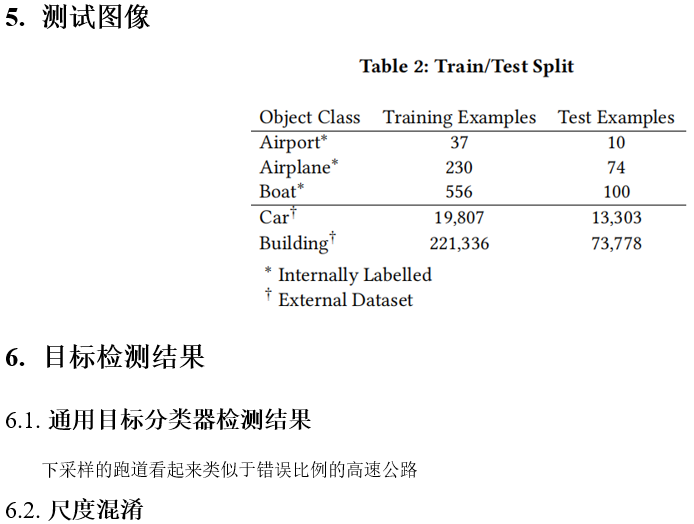 5. 测试图像
Table 2: Train/Test Split
Object Class Training Examples Test Examples
Airport* 37 10
Airplane* 230 74
Boat* 556 100
Car† 19,807 13,303
Building† 221,336 73,778
* Internally Labelled
† External Dataset
6. 目标检测结果
6.1. 通用目标分类器检测结果
下采样的跑道看起来类似于错误比例的高速公路
6.2. 尺度混淆